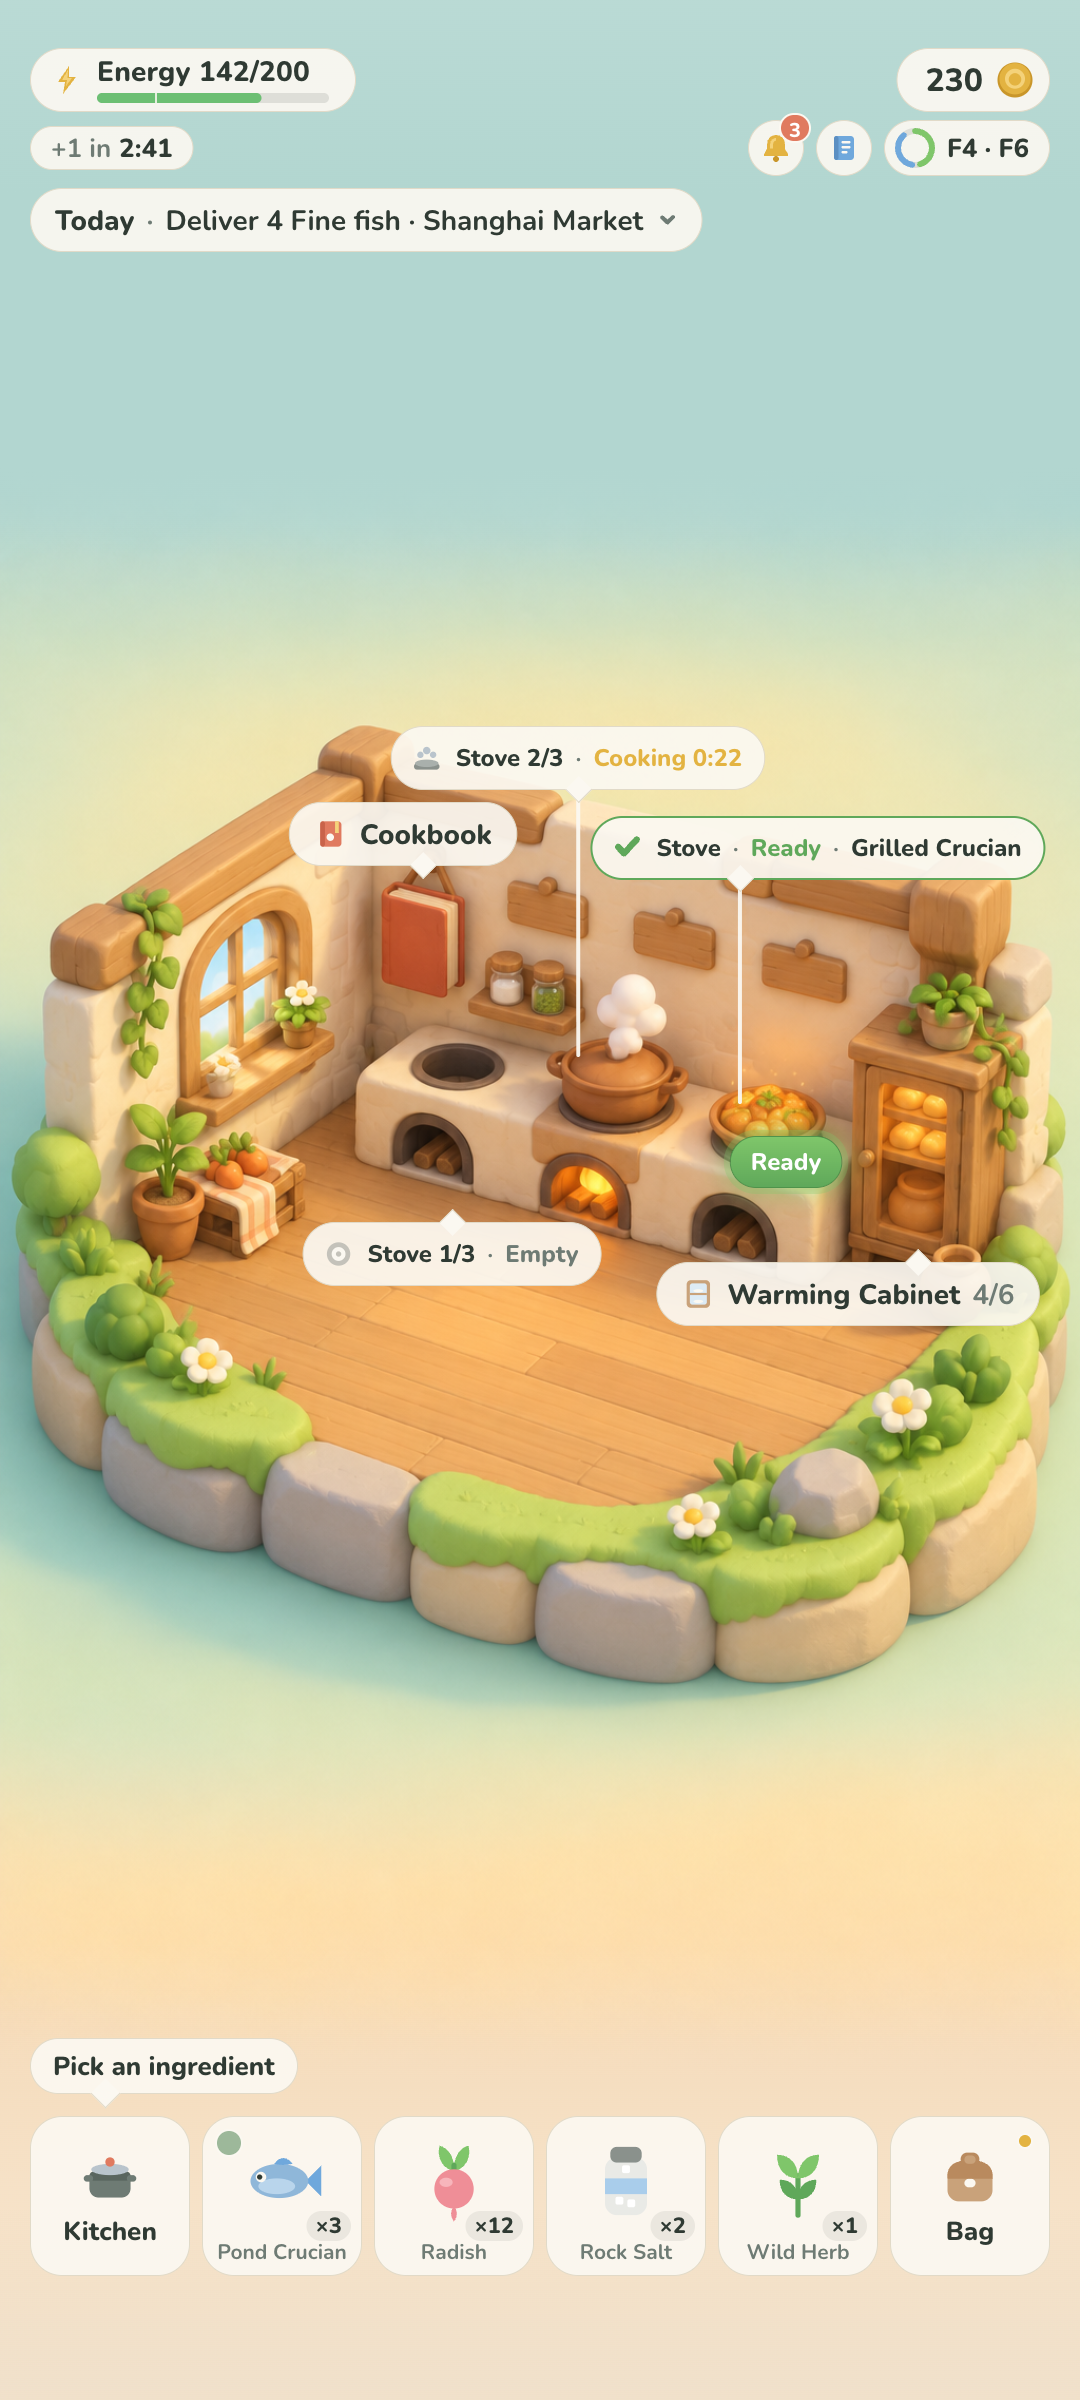 Energy 142/200
230
+1 in 2:41
3
F4 · F6
Today · Deliver 4 Fine fish · Shanghai Market
Stove 2/3 · Cooking 0:22
Cookbook
Stove · Ready · Grilled Crucian
Ready
Stove 1/3 · Empty
Warming Cabinet 4/6
Pick an ingredient
Kitchen
×3
Pond Crucian
×12
Radish
×2
Rock Salt
×1
Wild Herb
Bag